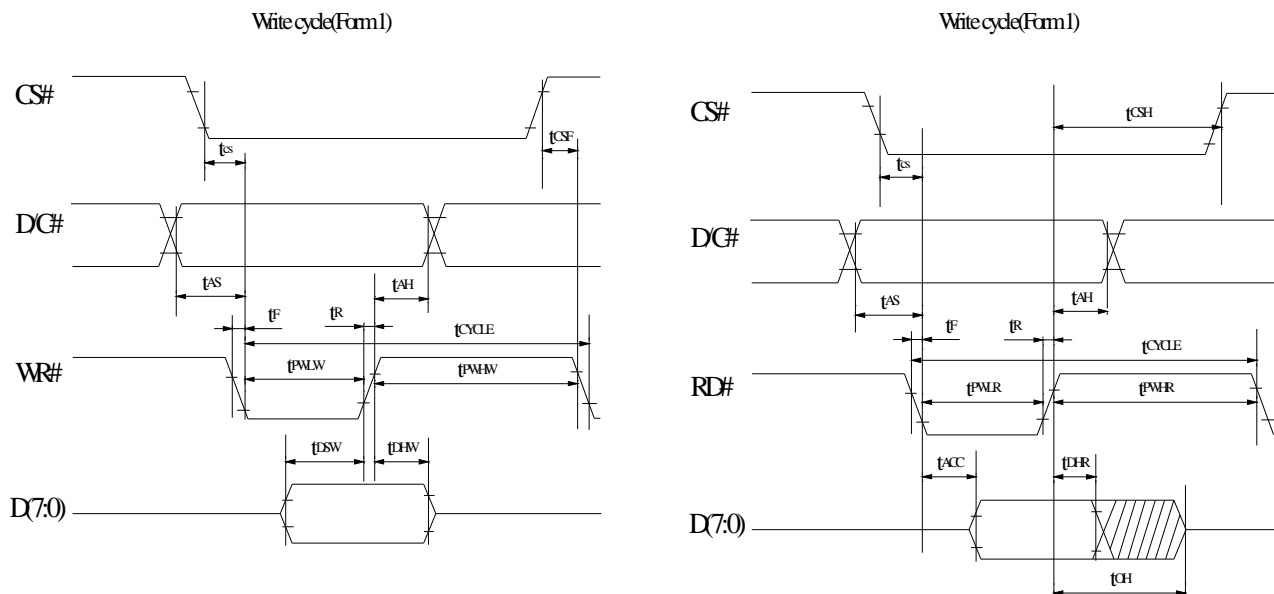 Write cycle(Form1)
CS#
tCSF
tcs
D/C#
tAS
tAH
tF
tR
tCYCLE
WR#
tPWLW
tPWHW
tDSW
tDHW
D(7:0)
Write cycle(Form1)
CS#
tCSH
tcs
D/C#
tAS
tAH
tF
tR
tCYCLE
RD#
tPWLR
tPWHR
tACC
tDHR
D(7:0)
tOH